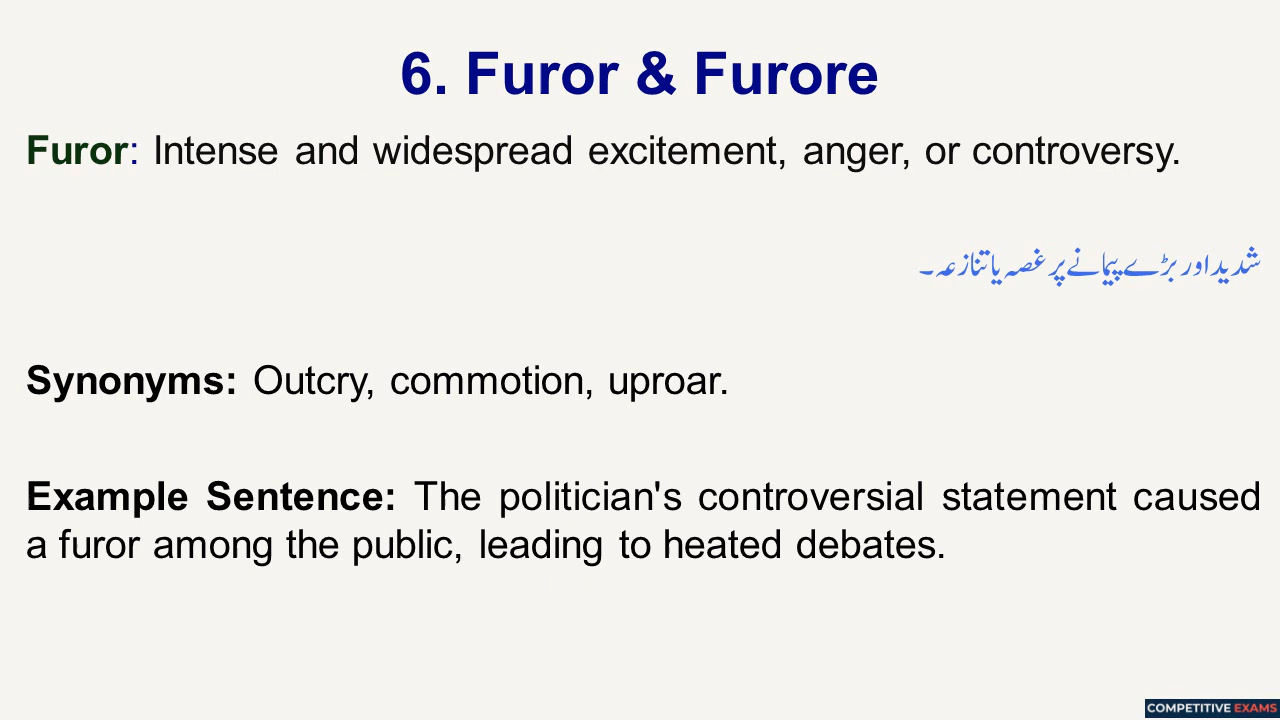 6. Furor & Furore
Furor: Intense and widespread excitement, anger, or controversy.
شدید اور بڑے پیمانے پر غصہ یا تنازعہ۔
Synonyms: Outcry, commotion, uproar.
Example Sentence: The politician's controversial statement caused
a furor among the public, leading to heated debates.
COMPETITIVE EXAMS